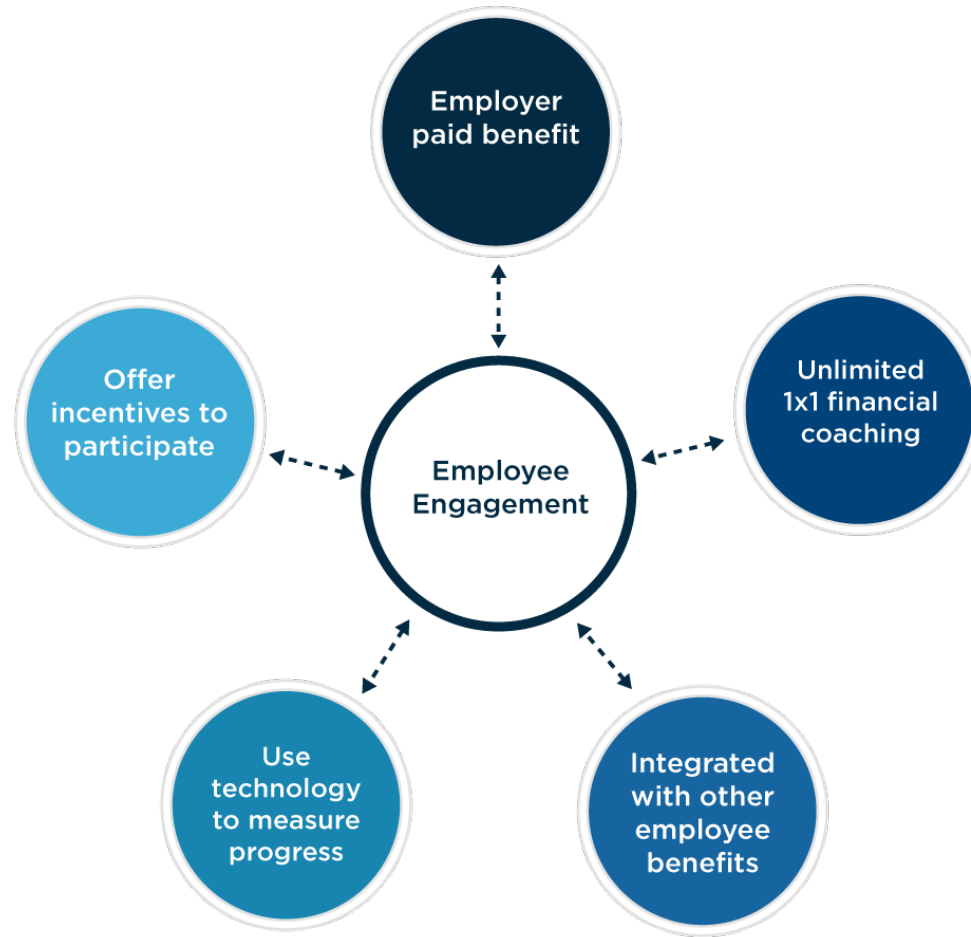 Employer
paid benefit
Unlimited
1x1 financial
coaching
Integrated
with other
employee
benefits
Use
technology
to measure
progress
Offer
incentives to
participate
Employee
Engagement